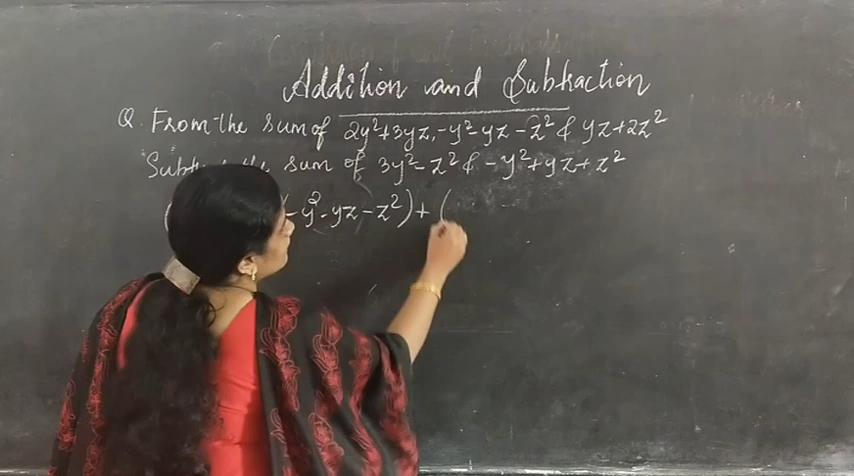 Addition and Subtraction
Q. From the sum of 2y²+3yz, -y²-yz-z² & yz+2z²
the sum of 3y²-z² & -y²+yz+z²
-y²-yz-z²)+(